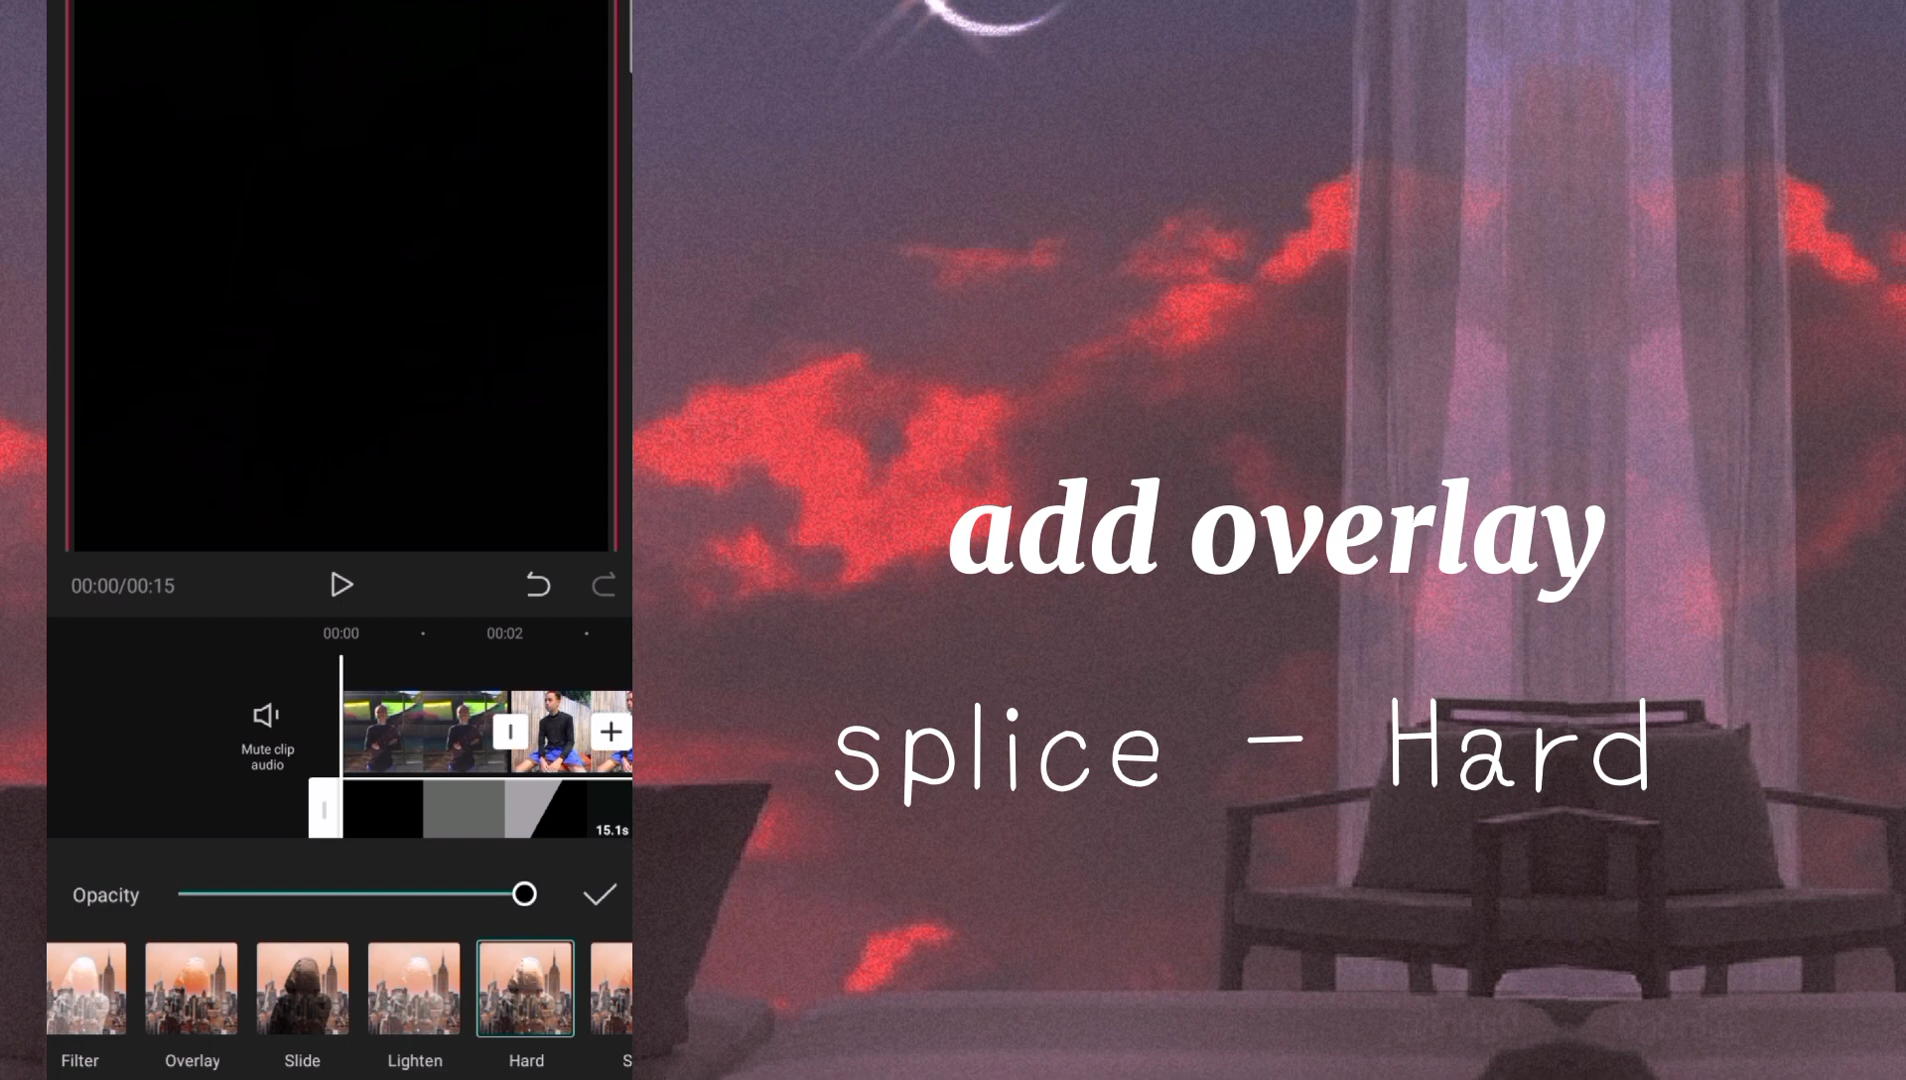 00:00/00:15
00:00
00:02
Mute clip
audio
15.1s
Opacity
Filter
Overlay
Slide
Lighten
Hard
S
add overlay
splice - Hard